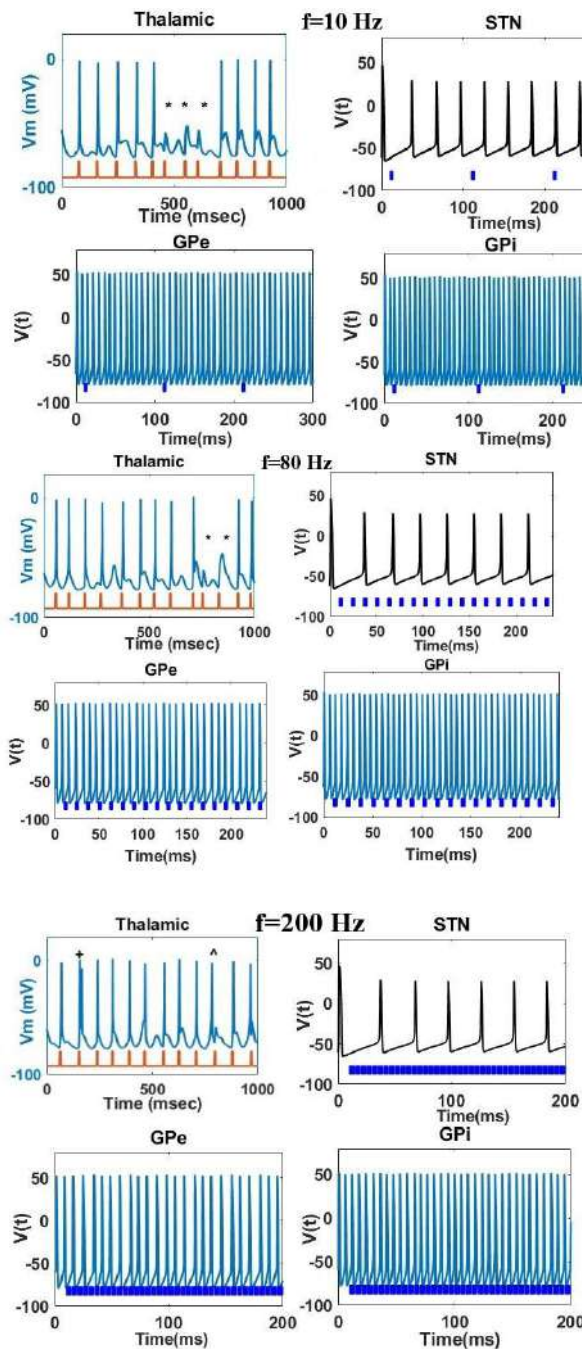 Thalamic f=10 Hz STN
Vm (mV)
0
-100
* * *
0 500 1000
Time (msec)
V(t)
50
0
-50
-100
0 100 200
Time(ms)
GPe
V(t)
50
0
-50
-100
0 100 200 300
Time(ms)
GPi
V(t)
50
0
-50
-100
0 100 200
Time(ms)
Thalamic f=80 Hz STN
Vm (mV)
0
-100
* *
0 500 1000
Time (msec)
V(t)
50
0
-50
-100
0 50 100 150 200
Time(ms)
GPe
V(t)
50
0
-50
-100
0 50 100 150 200
Time(ms)
GPi
V(t)
50
0
-50
-100
0 50 100 150 200
Time(ms)
Thalamic f=200 Hz STN
Vm (mV)
0
-100
+ ^
0 500 1000
Time (msec)
V(t)
50
0
-50
-100
0 100 200
Time(ms)
GPe
V(t)
50
0
-50
-100
0 100 200
Time(ms)
GPi
V(t)
50
0
-50
-100
0 100 200
Time(ms)